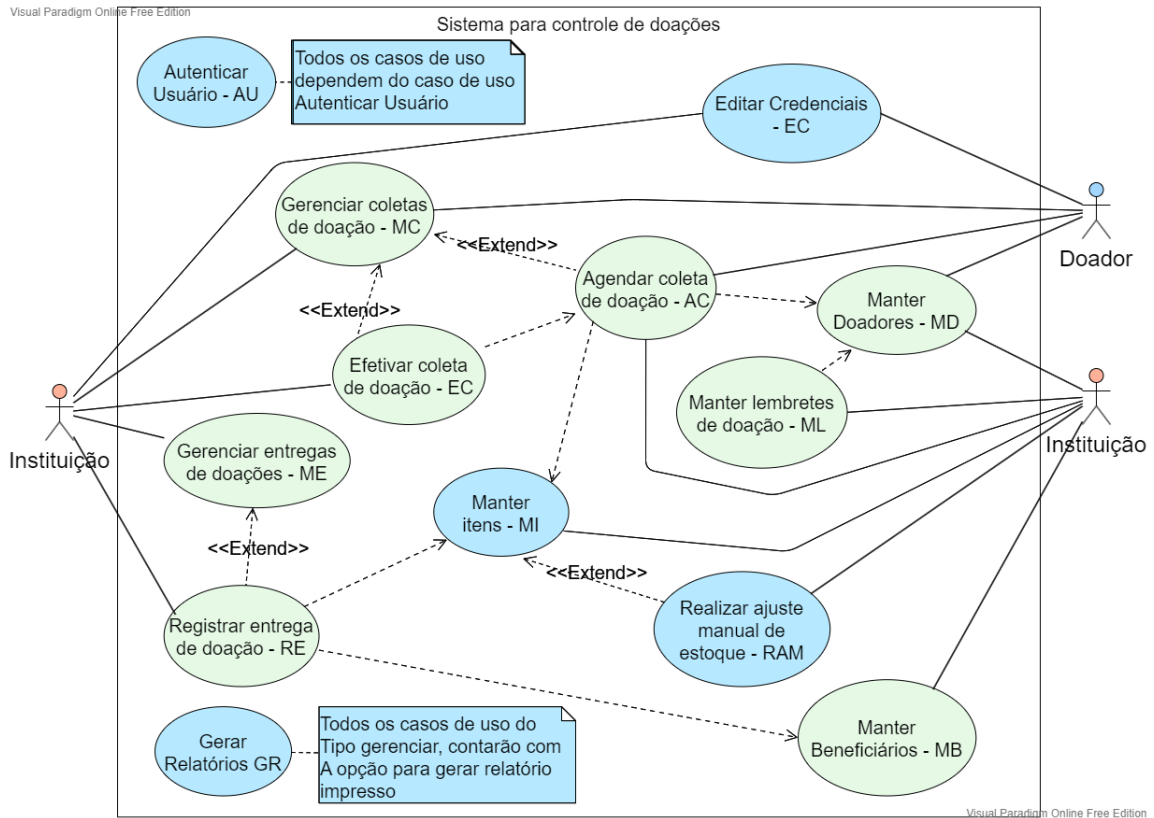 Visual Paradigm Online Free Edition
Sistema para controle de doações
Autenticar
Usuário - AU
Todos os casos de uso
dependem do caso de uso
Autenticar Usuário
Editar Credenciais
- EC
Gerenciar coletas
de doação - MC
<<Extend>>
Agendar coleta
de doação - AC
Doador
<<Extend>>
Manter
Doadores - MD
Efetivar coleta
de doação - EC
Manter lembretes
de doação - ML
Instituição
Instituição
Gerenciar entregas
de doações - ME
Manter
itens - MI
<<Extend>>
<<Extend>>
Realizar ajuste
manual de
estoque - RAM
Registrar entrega
de doação - RE
Manter
Beneficiários - MB
Gerar
Relatórios GR
Todos os casos de uso do
Tipo gerenciar, contarão com
A opção para gerar relatório
impresso
Visual Paradigm Online Free Edition